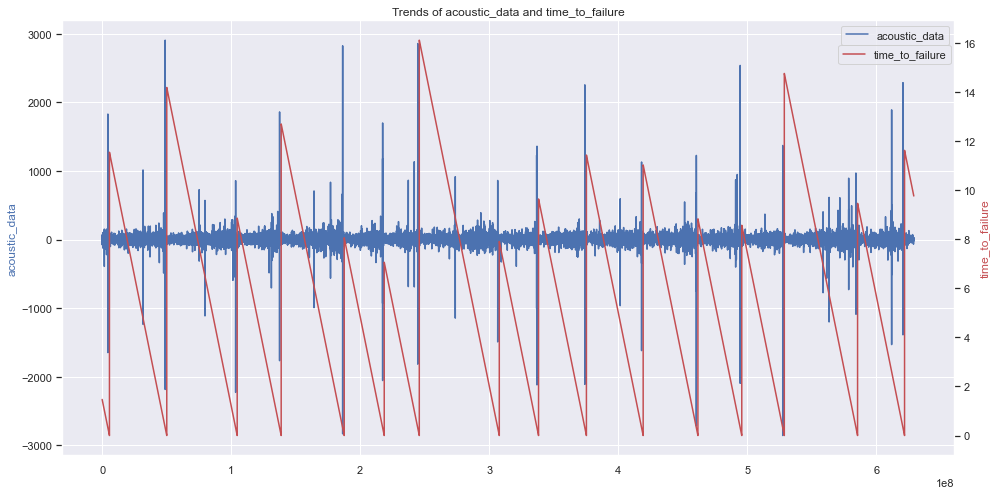 Trends of acoustic_data and time_to_failure
acoustic_data
time_to_failure
3000
2000
1000
0
-1000
-2000
-3000
acoustic_data
16
14
12
10
8
6
4
2
0
time_to_failure
0 1 2 3 4 5 6
1e8